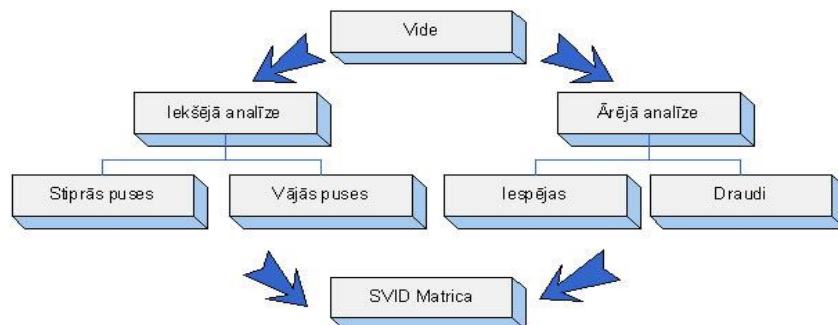 Vide
Iekšējā analīze
Ārējā analīze
Stiprās puses
Vājās puses
Iespējas
Draudi
SVID Matrica